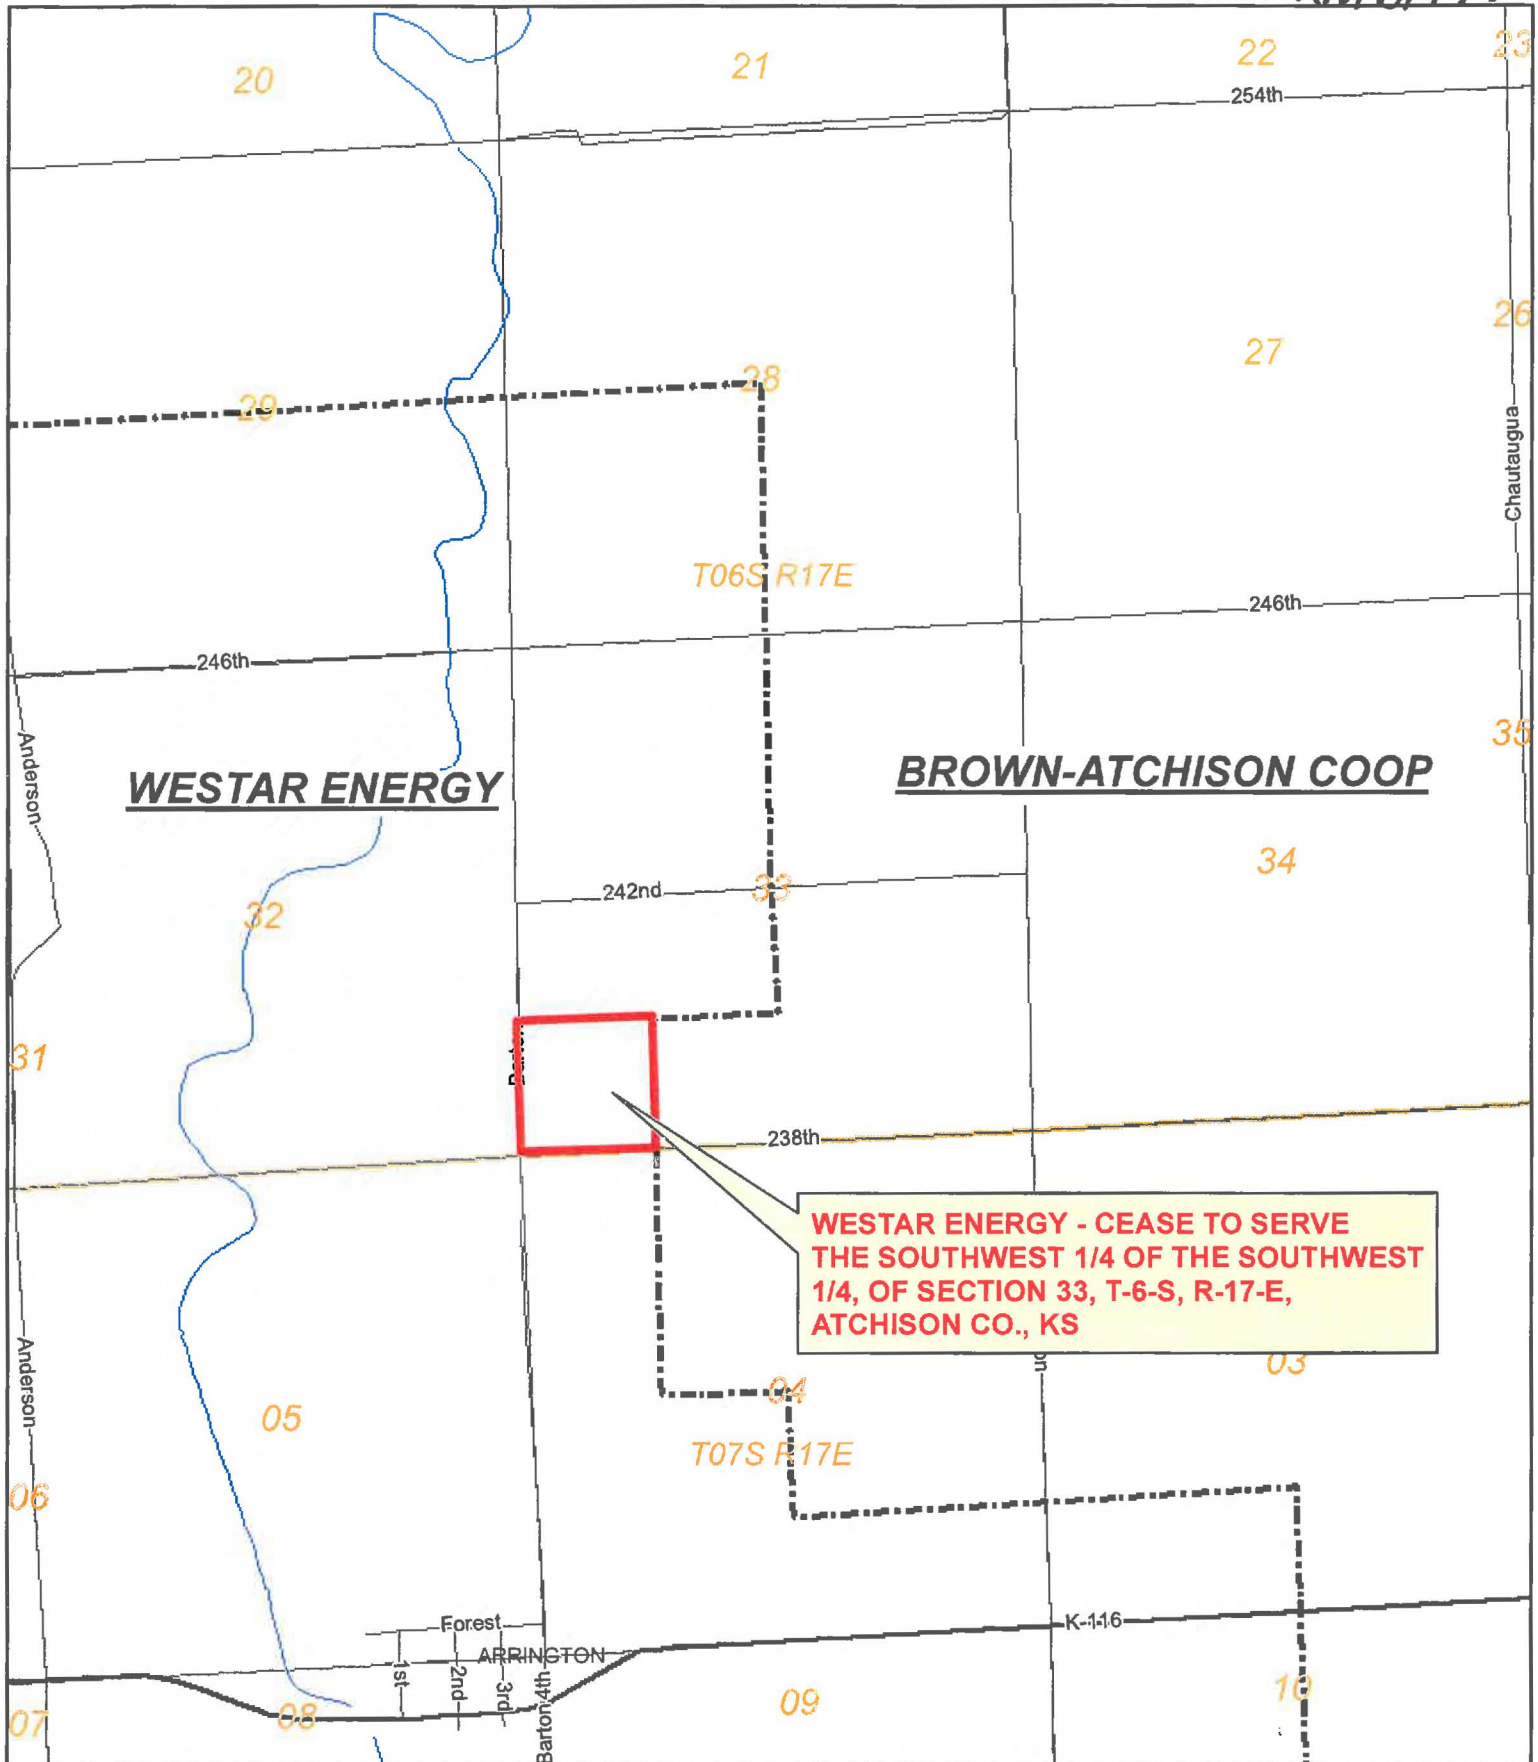 20
21
22
23
254th
26
27
28
29
Chautaugua
T06S R17E
246th
246th
Anderson
35
WESTAR ENERGY
BROWN-ATCHISON COOP
34
242nd
33
32
31
238th
WESTAR ENERGY - CEASE TO SERVE
THE SOUTHWEST 1/4 OF THE SOUTHWEST
1/4, OF SECTION 33, T-6-S, R-17-E,
ATCHISON CO., KS
03
Anderson
04
05
T07S R17E
06
Forest
K-116
ARRINGTON
1st
2nd
3rd
Barton 4th
07
08
09
10